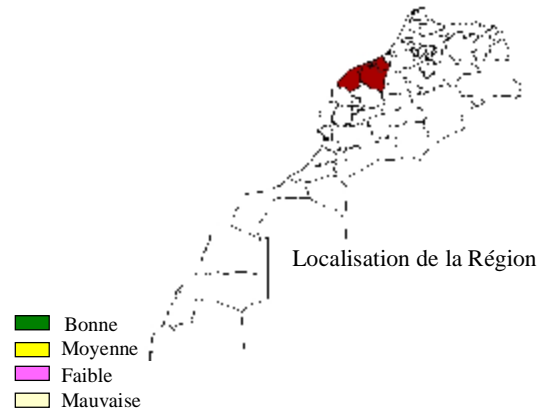 Localisation de la Région
Bonne
Moyenne
Faible
Mauvaise